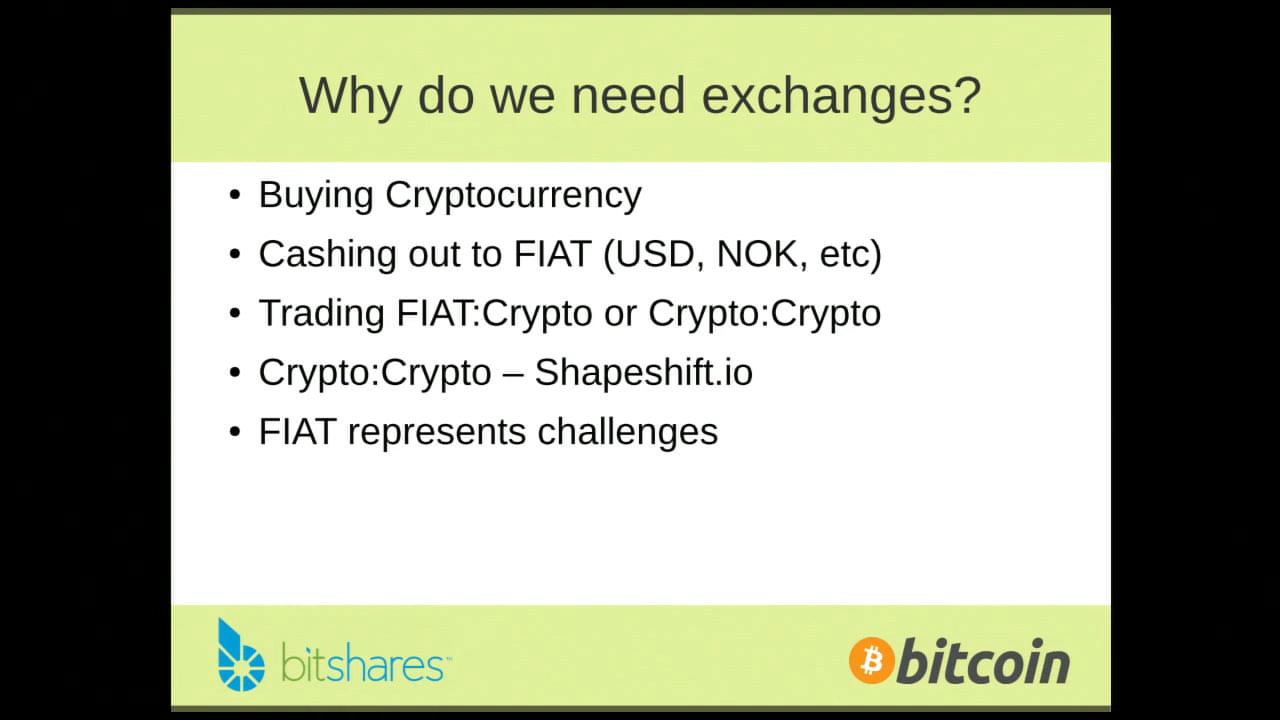 Why do we need exchanges?
• Buying Cryptocurrency
• Cashing out to FIAT (USD, NOK, etc)
• Trading FIAT:Crypto or Crypto:Crypto
• Crypto:Crypto – Shapeshift.io
• FIAT represents challenges
bitshares™
bitcoin